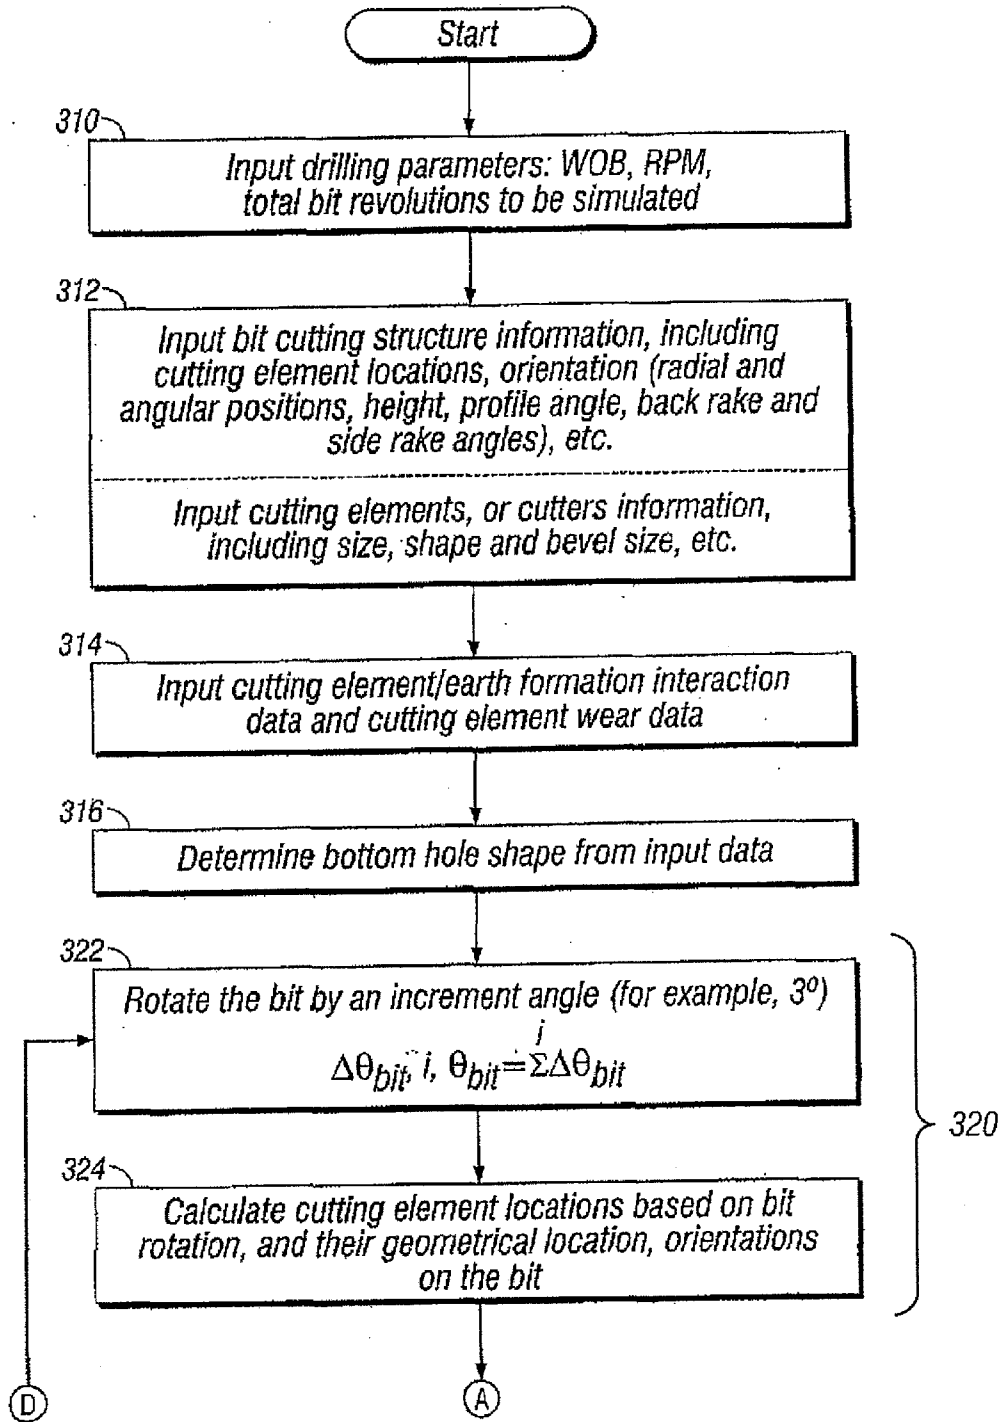 Start
310
Input drilling parameters: WOB, RPM,
total bit revolutions to be simulated
312
Input bit cutting structure information, including
cutting element locations, orientation (radial and
angular positions, height, profile angle, back rake and
side rake angles), etc.
Input cutting elements, or cutters information,
including size, shape and bevel size, etc.
314
Input cutting element/earth formation interaction
data and cutting element wear data
316
Determine bottom hole shape from input data
322
Rotate the bit by an increment angle (for example, 3º)
i
Δθbit, i, θbit=ΣΔθbit
320
324
Calculate cutting element locations based on bit
rotation, and their geometrical location, orientations
on the bit
D
A